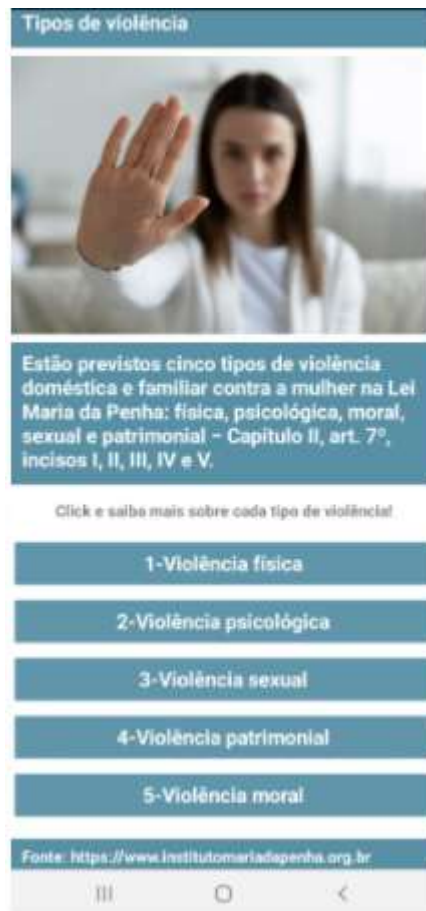 Tipos de violência
Estão previstos cinco tipos de violência
doméstica e familiar contra a mulher na Lei
Maria da Penha: física, psicológica, moral,
sexual e patrimonial – Capítulo II, art. 7º,
incisos I, II, III, IV e V.
Click e saiba mais sobre cada tipo de violência!
1-Violência física
2-Violência psicológica
3-Violência sexual
4-Violência patrimonial
5-Violência moral
Fonte: https://www.institutomariadapenha.org.br